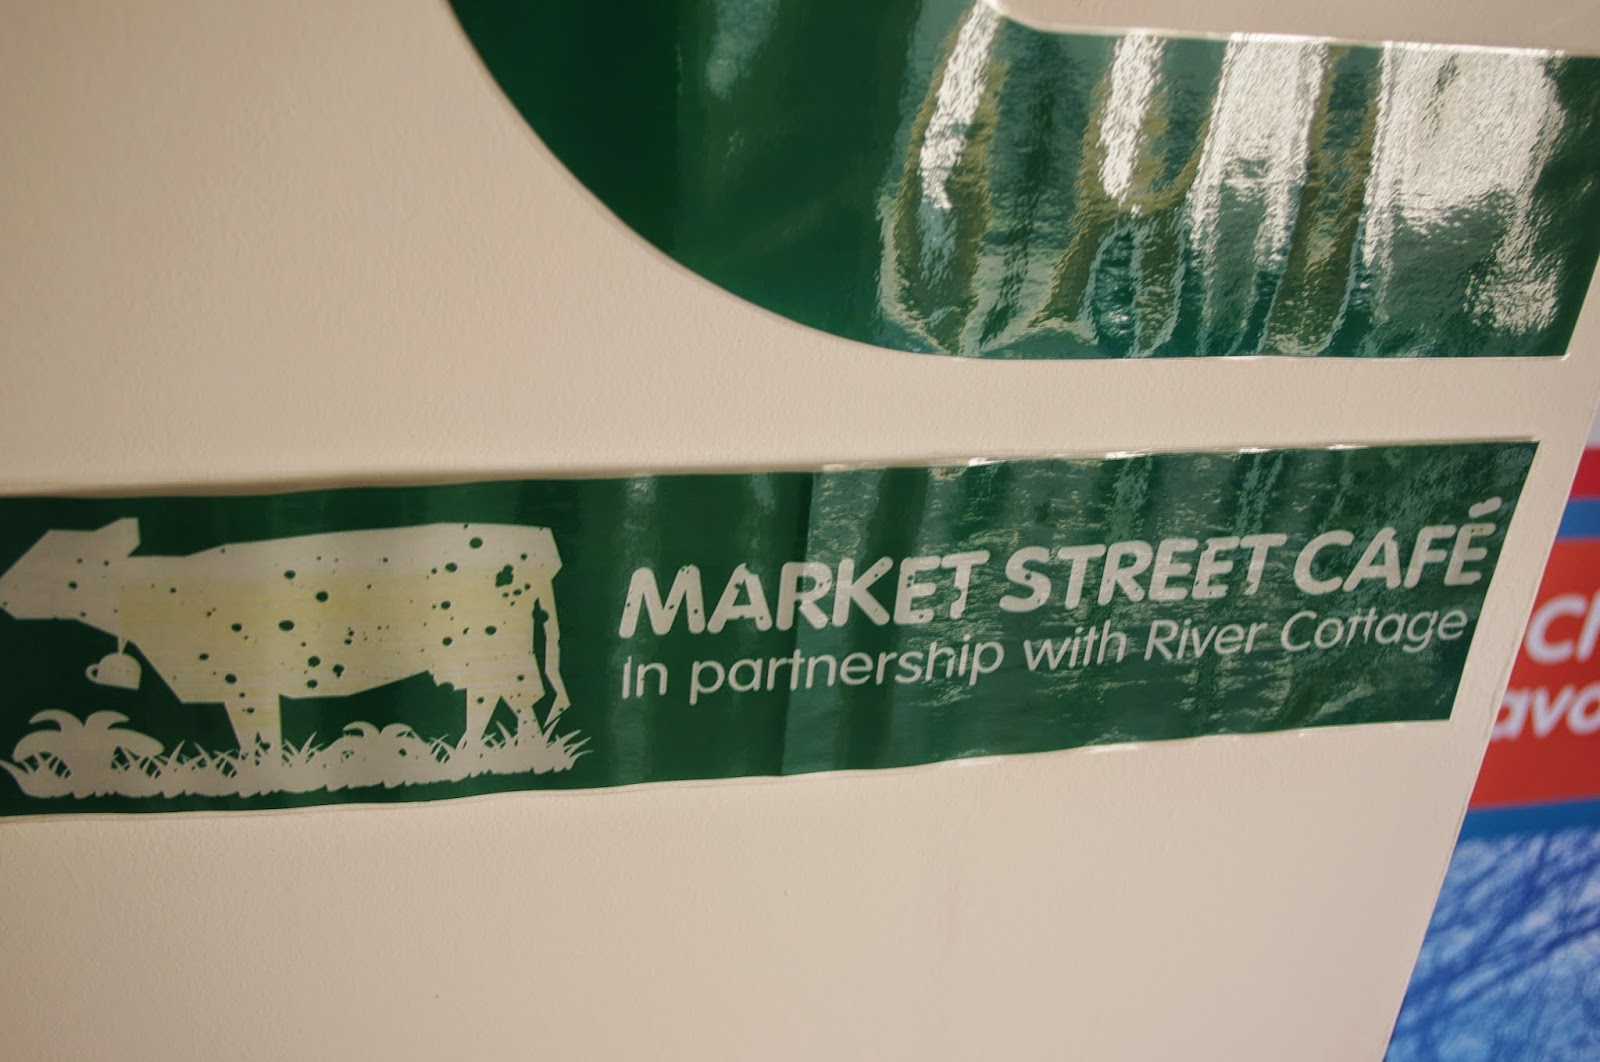 MARKET STREET CAFÉ
In partnership with River Cottage